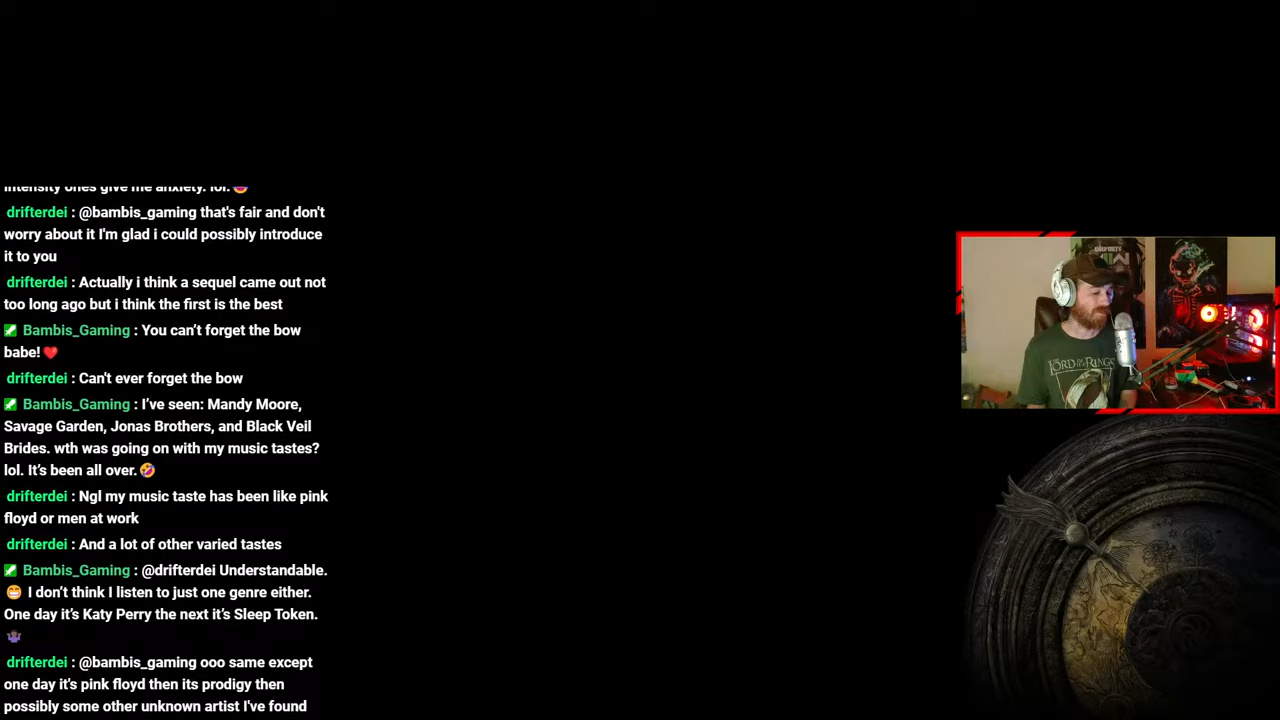 intensity ones give me anxiety. lol. 🤣
drifterdei : @bambis_gaming that's fair and don't
worry about it I'm glad i could possibly introduce
it to you
drifterdei : Actually i think a sequel came out not
too long ago but i think the first is the best
Bambis_Gaming : You can't forget the bow
babe! ❤️
drifterdei : Can't ever forget the bow
Bambis_Gaming : I've seen: Mandy Moore,
Savage Garden, Jonas Brothers, and Black Veil
Brides. wth was going on with my music tastes?
lol. It's been all over. 🤣
drifterdei : Ngl my music taste has been like pink
floyd or men at work
drifterdei : And a lot of other varied tastes
Bambis_Gaming : @drifterdei Understandable.
😁 I don't think I listen to just one genre either.
One day it's Katy Perry the next it's Sleep Token.
drifterdei : @bambis_gaming ooo same except
one day it's pink floyd then its prodigy then
possibly some other unknown artist I've found
THE LORD OF THE RINGS